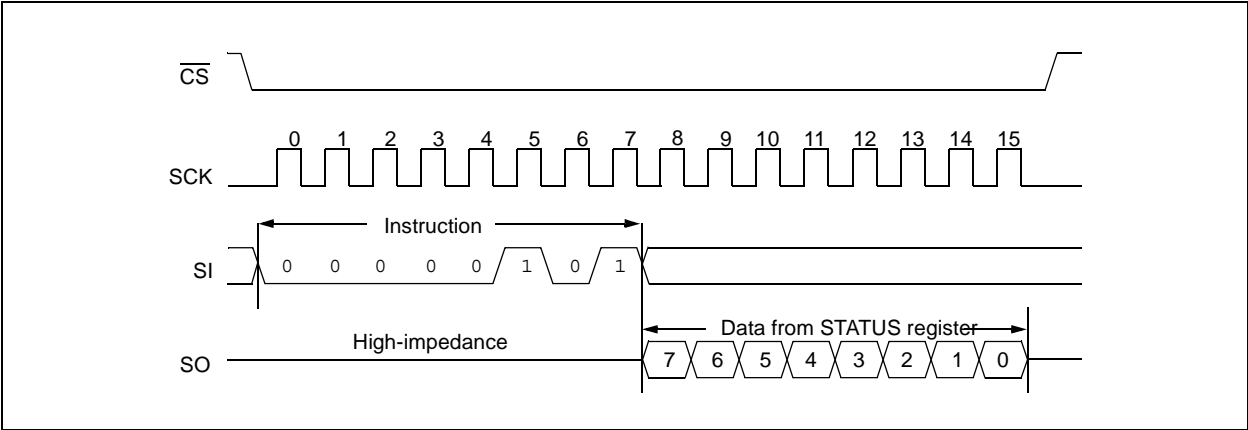 CS
0 1 2 3 4 5 6 7 8 9 10 11 12 13 14 15
SCK
Instruction
SI 0 0 0 0 0 1 0 1
Data from STATUS register
High-impedance
SO 7 6 5 4 3 2 1 0